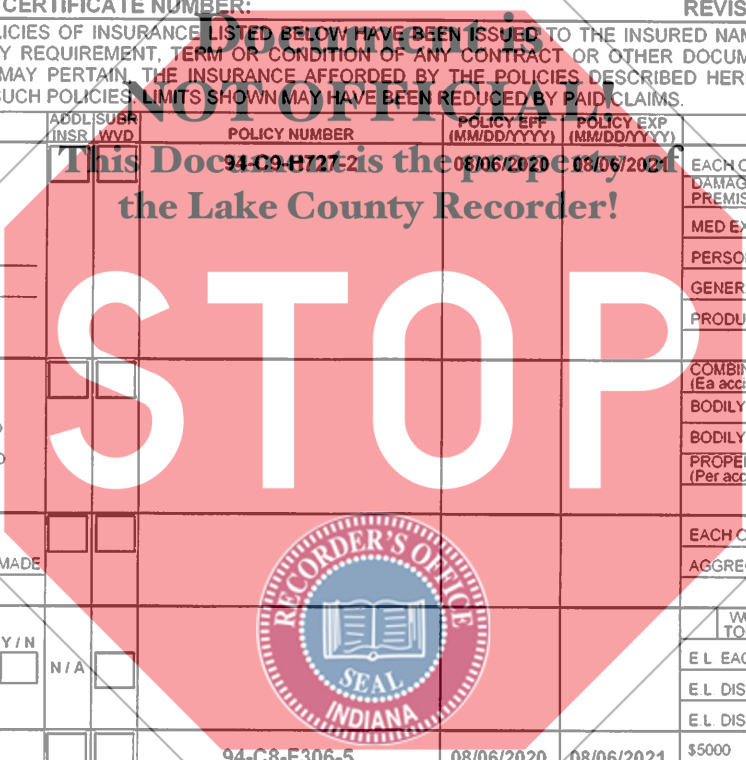 CERTIFICATE NUMBER:
REVIS
LICIES OF INSURANCE LISTED BELOW HAVE BEEN ISSUED TO THE INSURED NAM
Document is
Y REQUIREMENT, TERM OR CONDITION OF ANY CONTRACT OR OTHER DOCUM
MAY PERTAIN, THE INSURANCE AFFORDED BY THE POLICIES DESCRIBED HER
NOT OFFICIAL!
SUCH POLICIES. LIMITS SHOWN MAY HAVE BEEN REDUCED BY PAID CLAIMS.
ADDL SUBR
INSR WVD
POLICY NUMBER
POLICY EFF
(MM/DD/YYYY)
POLICY EXP
(MM/DD/YYYY)
This Document is the property of
94-C9-H727-2
08/06/2020
08/06/2021
EACH O
DAMAG
PREMIS
the Lake County Recorder!
MED EX
PERSO
GENER
PRODU
STOP
COMBIN
(Ea acci
BODILY
BODILY
PROPE
(Per acc
EACH O
MADE
AGGRE
RECORDER'S OFFICE
SEAL
INDIANA
TO
Y / N
N / A
E L EAC
E.L. DIS
E.L. DIS
94-C8-F306-5
08/06/2020
08/06/2021
$5000